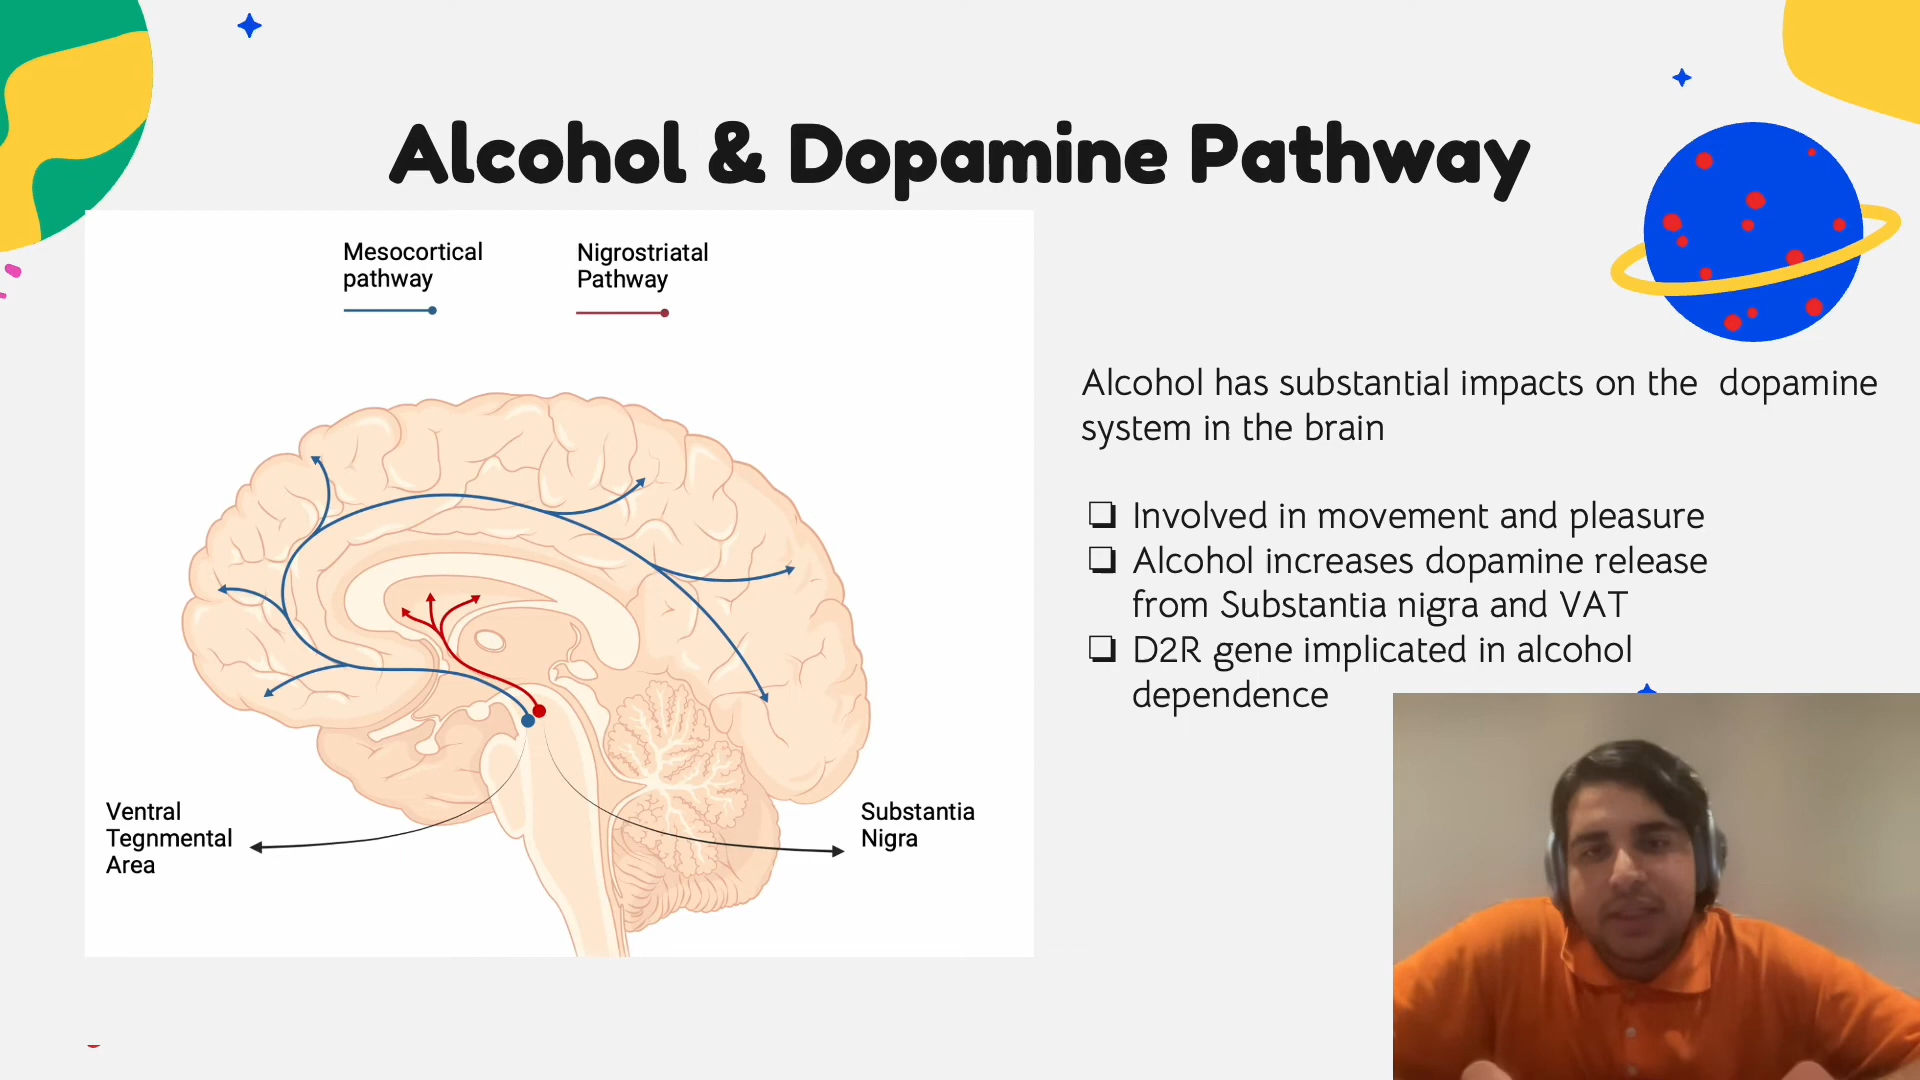 Alcohol & Dopamine Pathway
Mesocortical
pathway
Nigrostriatal
Pathway
Ventral
Tegnmental
Area
Substantia
Nigra
Alcohol has substantial impacts on the dopamine
system in the brain
❏ Involved in movement and pleasure
❏ Alcohol increases dopamine release
from Substantia nigra and VAT
❏ D2R gene implicated in alcohol
dependence